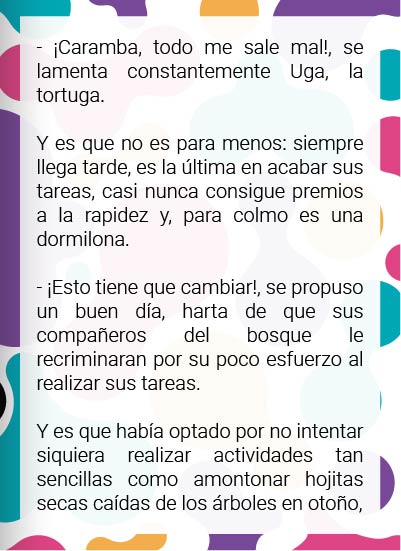 - ¡Caramba, todo me sale mal!, se
lamenta constantemente Uga, la
tortuga.
Y es que no es para menos: siempre
llega tarde, es la última en acabar sus
tareas, casi nunca consigue premios
a la rapidez y, para colmo es una
dormilona.
- ¡Esto tiene que cambiar!, se propuso
un buen día, harta de que sus
compañeros del bosque le
recriminaran por su poco esfuerzo al
realizar sus tareas.
Y es que había optado por no intentar
siquiera realizar actividades tan
sencillas como amontonar hojitas
secas caídas de los árboles en otoño,